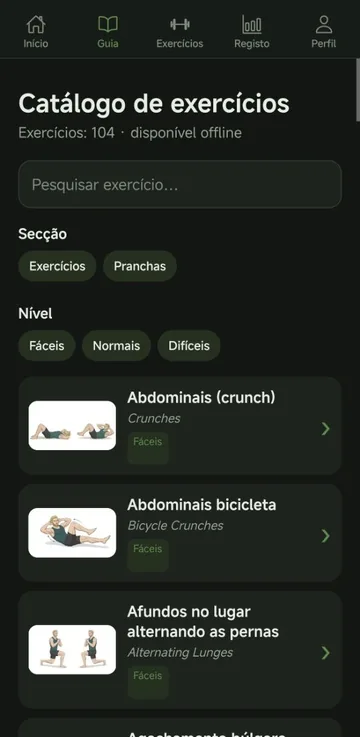 Início
Guia
Exercícios
Registo
Perfil
Catálogo de exercícios
Exercícios: 104 · disponível offline
Pesquisar exercício...
Secção
Exercícios
Pranchas
Nível
Fáceis
Normais
Difíceis
Abdominais (crunch)
Crunches
Fáceis
Abdominais bicicleta
Bicycle Crunches
Fáceis
Afundos no lugar
alternando as pernas
Alternating Lunges
Fáceis